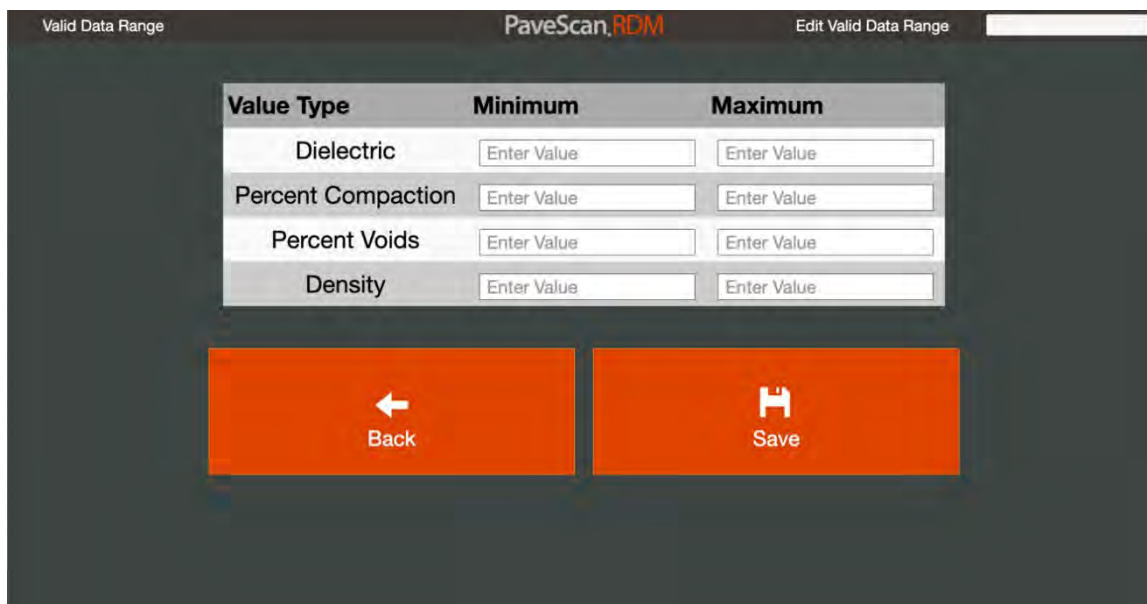 Valid Data Range PaveScan.RDM Edit Valid Data Range
Value Type Minimum Maximum
Dielectric Enter Value Enter Value
Percent Compaction Enter Value Enter Value
Percent Voids Enter Value Enter Value
Density Enter Value Enter Value
Back Save